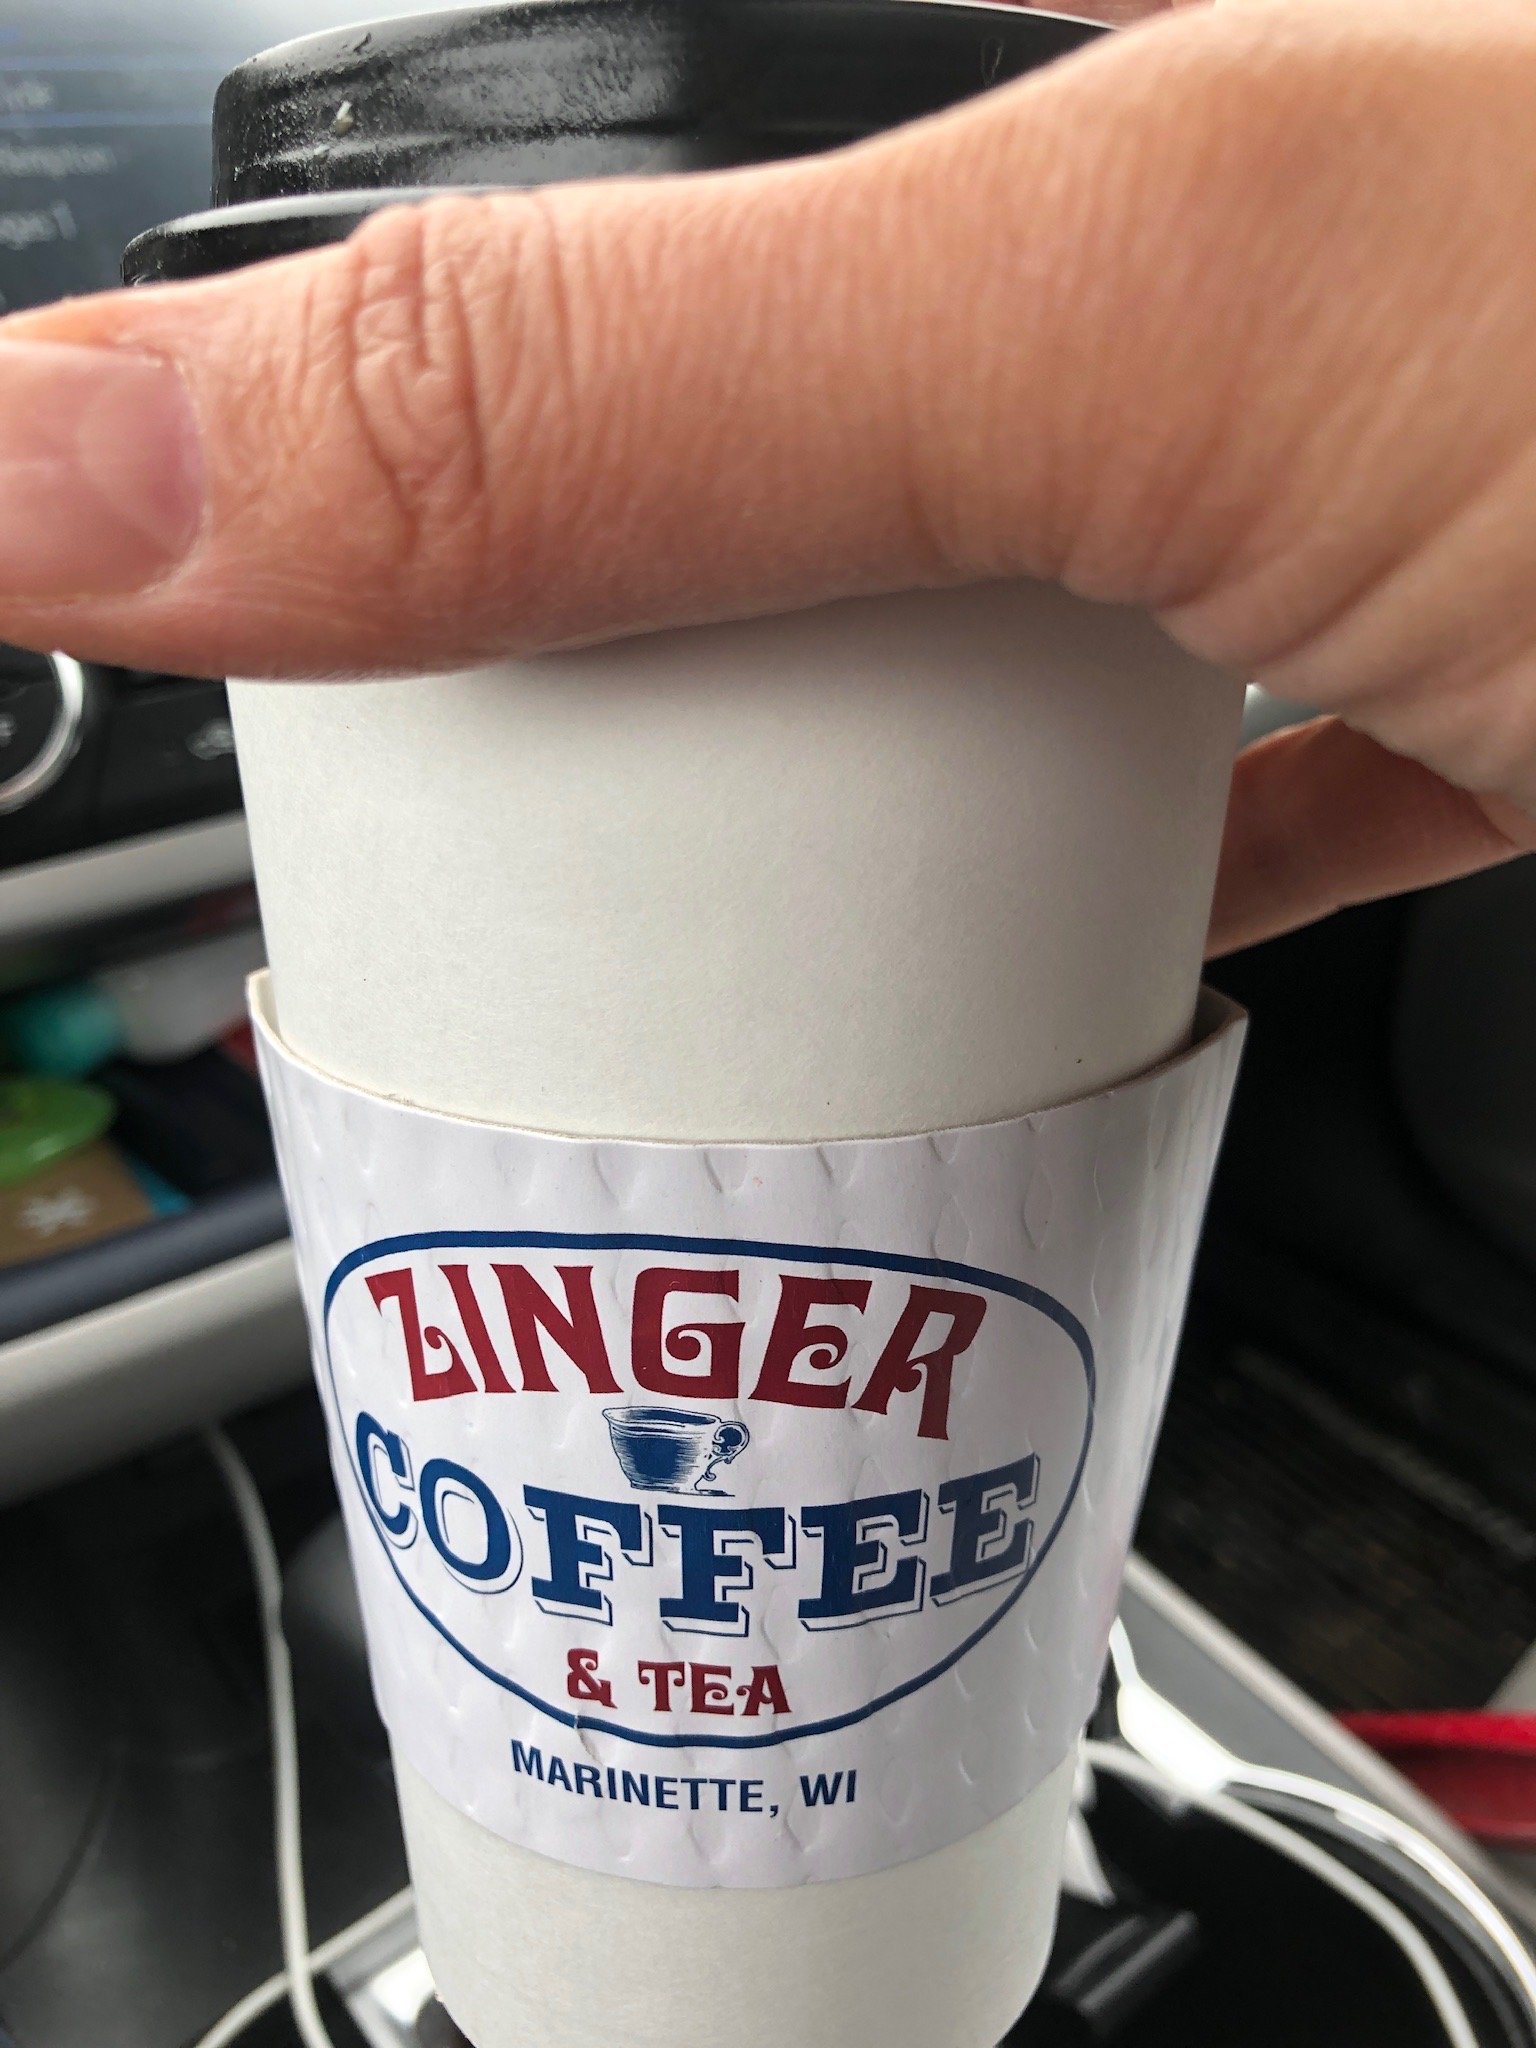 ZINGER
COFFEE
& TEA
MARINETTE, WI